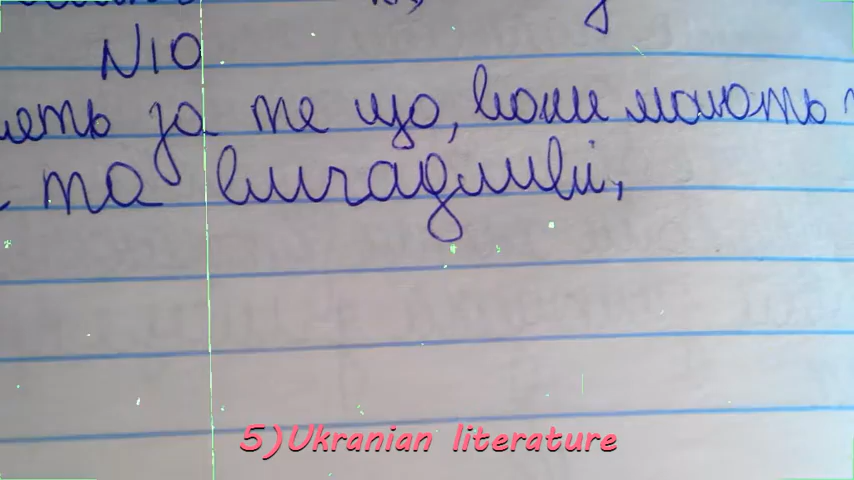 N10
за те що, вони мають
та вигадливі,
5)Ukranian literature